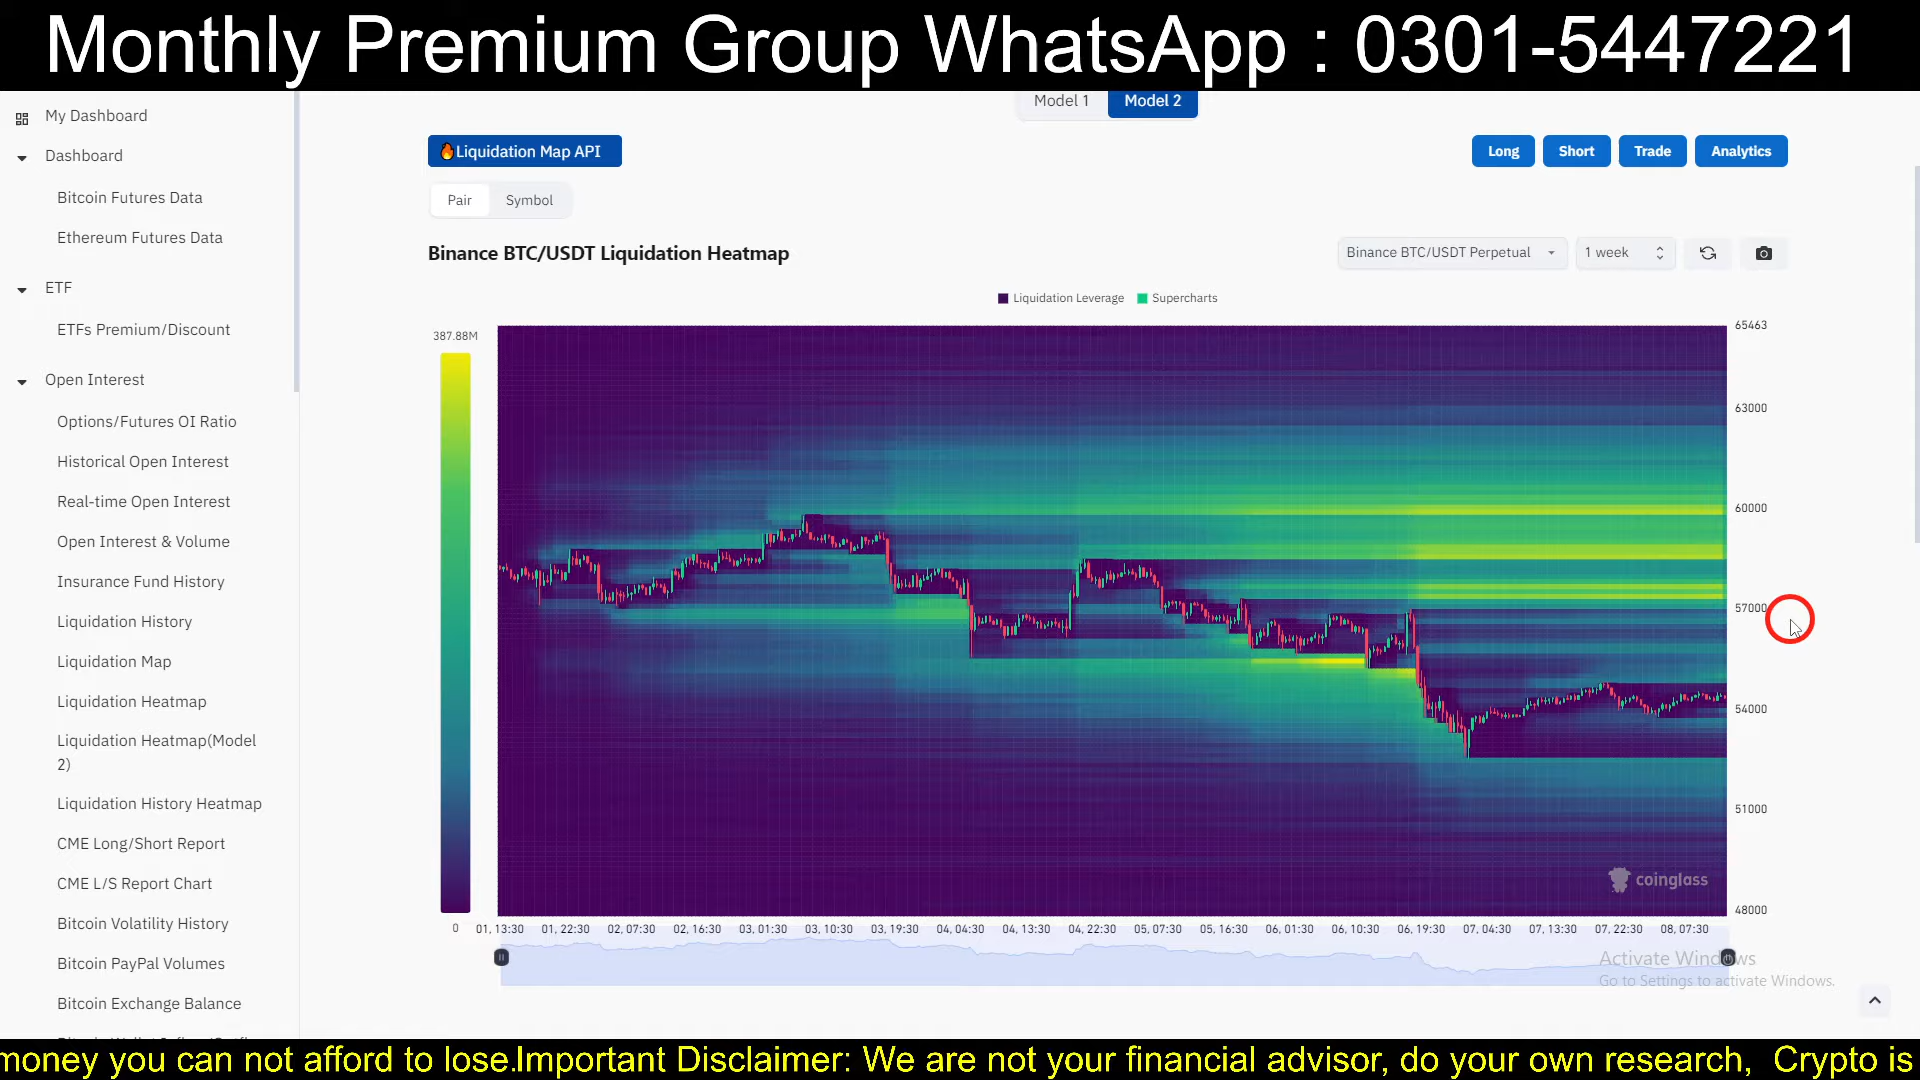 Monthly Premium Group WhatsApp : 0301-5447221
My Dashboard
Dashboard
Bitcoin Futures Data
Ethereum Futures Data
ETF
ETFs Premium/Discount
Open Interest
Options/Futures OI Ratio
Historical Open Interest
Real-time Open Interest
Open Interest & Volume
Insurance Fund History
Liquidation History
Liquidation Map
Liquidation Heatmap
Liquidation Heatmap(Model
2)
Liquidation History Heatmap
CME Long/Short Report
CME L/S Report Chart
Bitcoin Volatility History
Bitcoin PayPal Volumes
Bitcoin Exchange Balance
Model 1 Model 2
🔥Liquidation Map API
Long Short Trade Analytics
Pair Symbol
Binance BTC/USDT Liquidation Heatmap
Binance BTC/USDT Perpetual 1 week
Liquidation Leverage Supercharts
387.88M
0
65463
63000
60000
57000
54000
51000
48000
coinglass
01, 13:30 01, 22:30 02, 07:30 02, 16:30 03, 01:30 03, 10:30 03, 19:30 04, 04:30 04, 13:30 04, 22:30 05, 07:30 05, 16:30 06, 01:30 06, 10:30 06, 19:30 07, 04:30 07, 13:30 07, 22:30 08, 07:30
Activate Windows
Go to Settings to activate Windows.
money you can not afford to lose.Important Disclaimer: We are not your financial advisor, do your own research, Crypto is